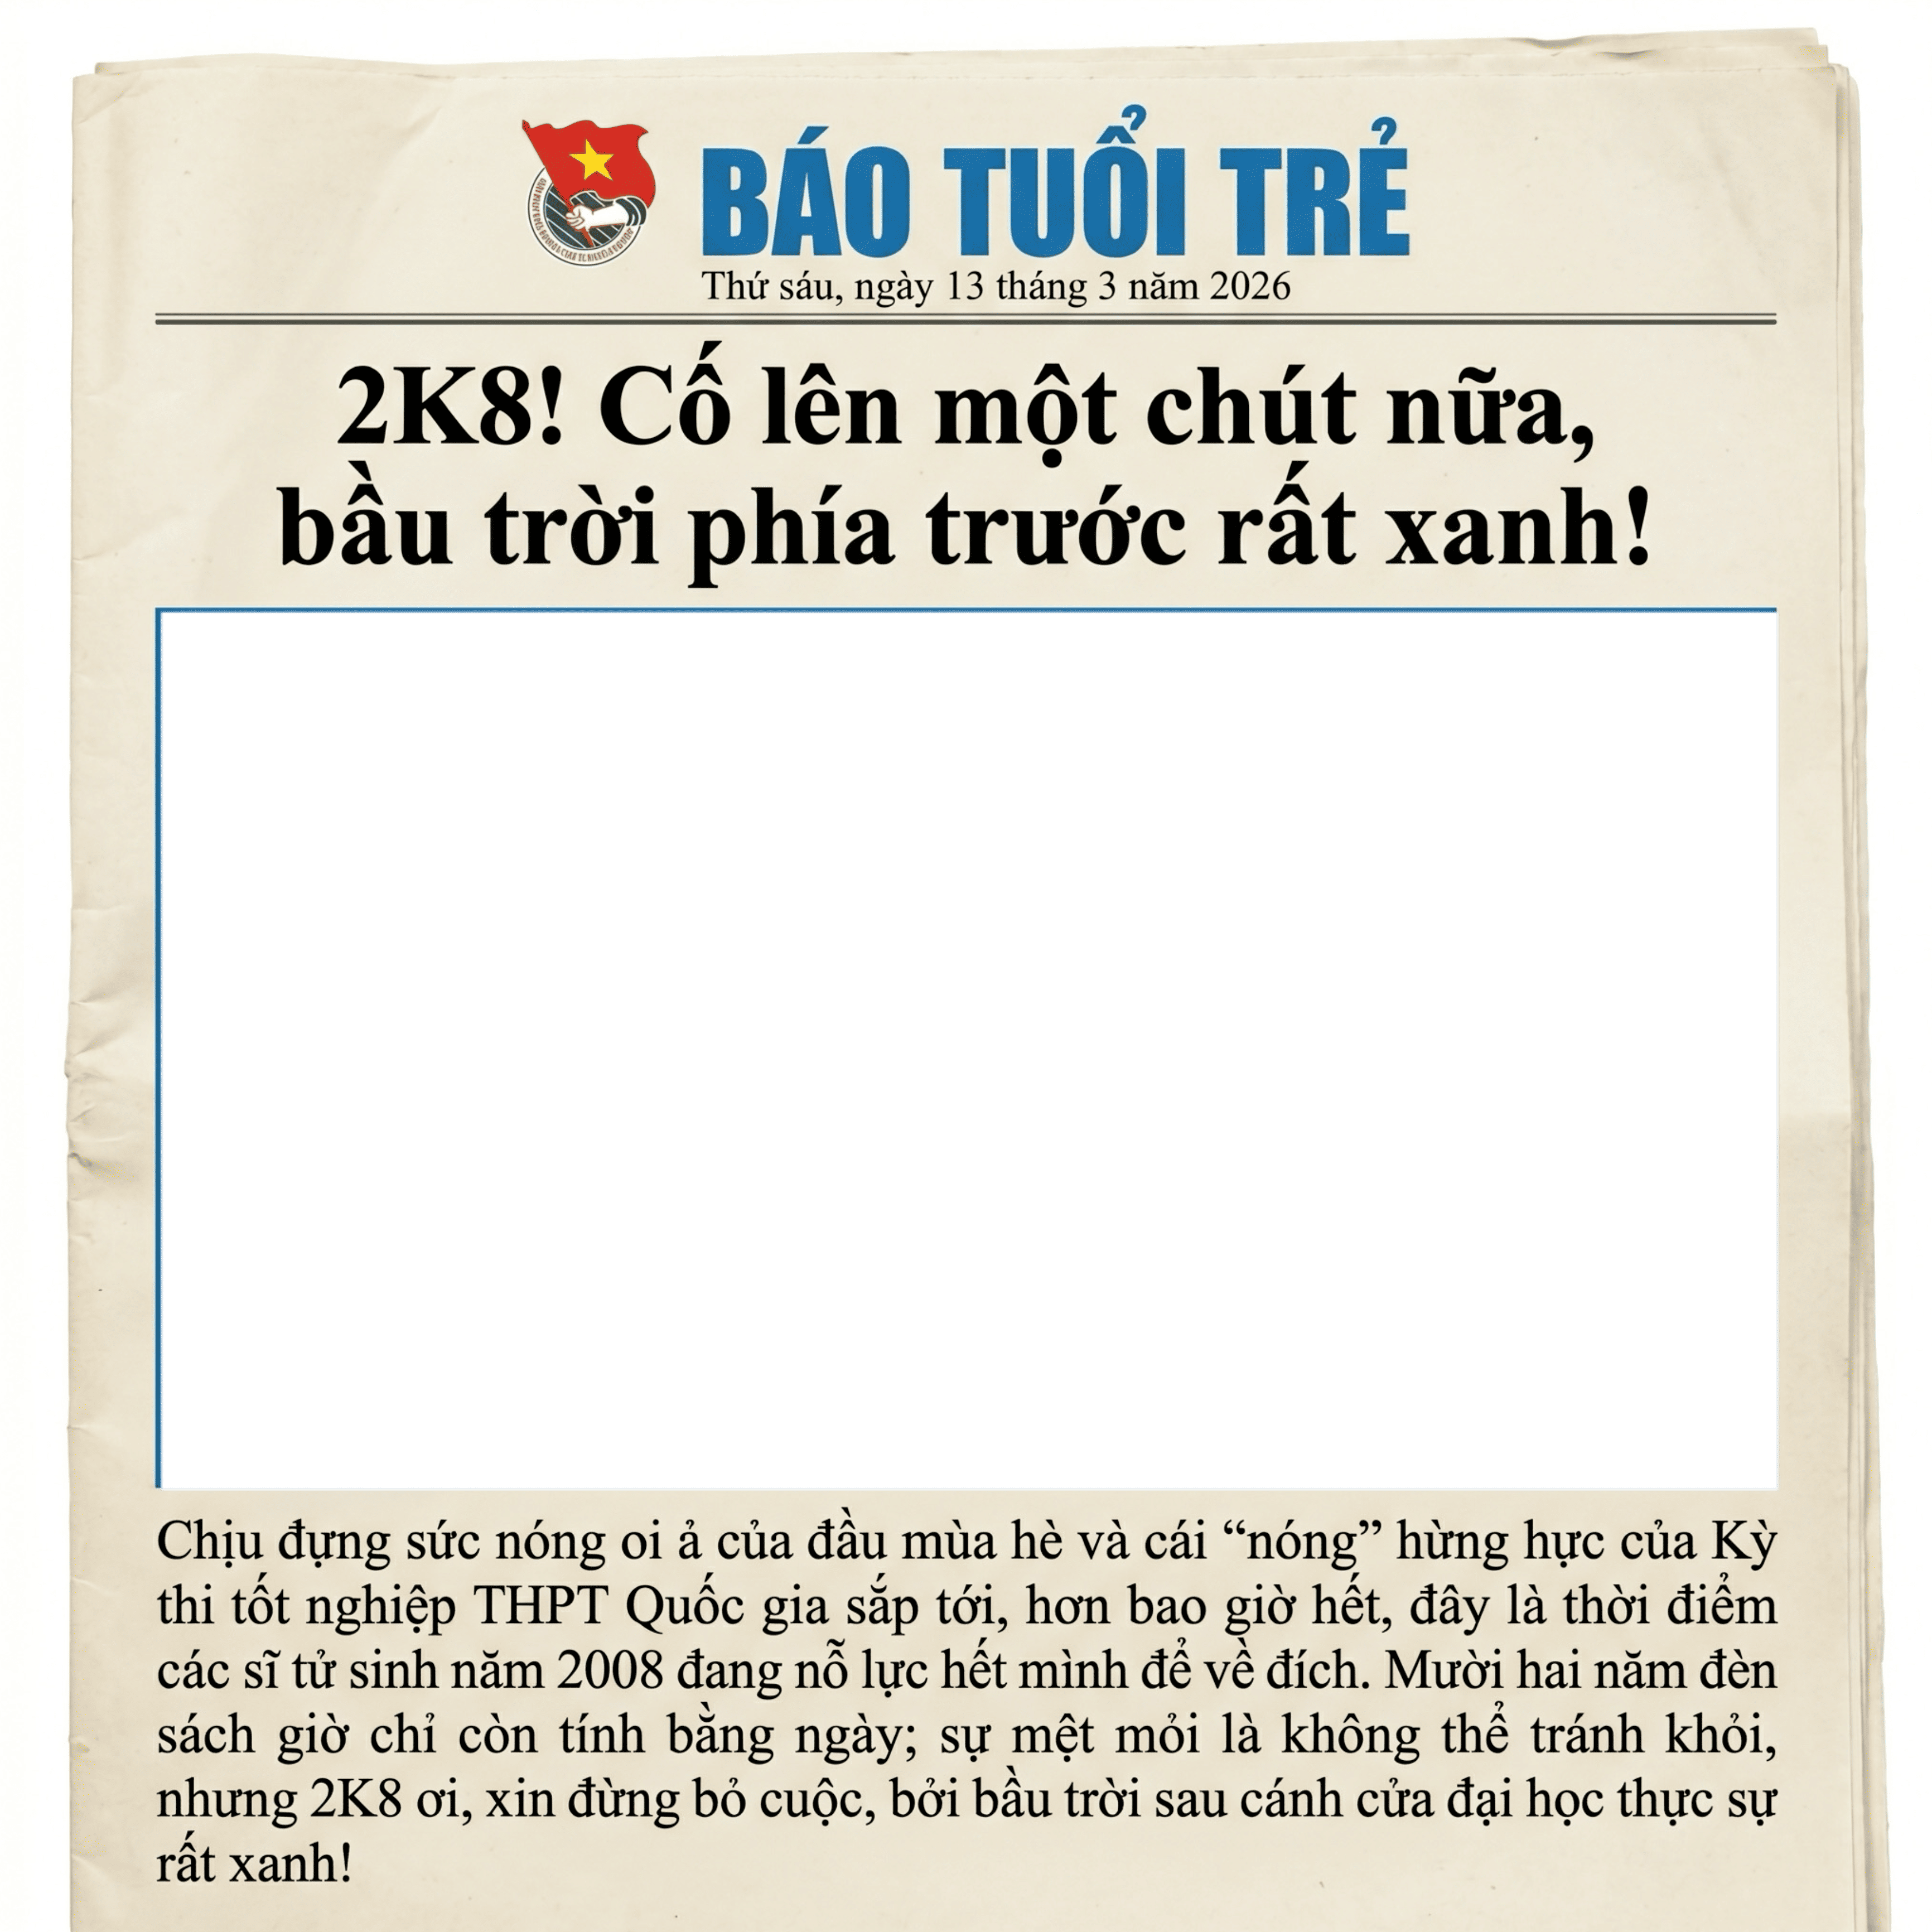 BÁO TUỔI TRẺ
Thứ sáu, ngày 13 tháng 3 năm 2026
2K8! Cố lên một chút nữa,
bầu trời phía trước rất xanh!
Chịu đựng sức nóng oi ả của đầu mùa hè và cái “nóng” hừng hực của Kỳ
thi tốt nghiệp THPT Quốc gia sắp tới, hơn bao giờ hết, đây là thời điểm
các sĩ tử sinh năm 2008 đang nỗ lực hết mình để về đích. Mười hai năm đèn
sách giờ chỉ còn tính bằng ngày; sự mệt mỏi là không thể tránh khỏi,
nhưng 2K8 ơi, xin đừng bỏ cuộc, bởi bầu trời sau cánh cửa đại học thực sự
rất xanh!